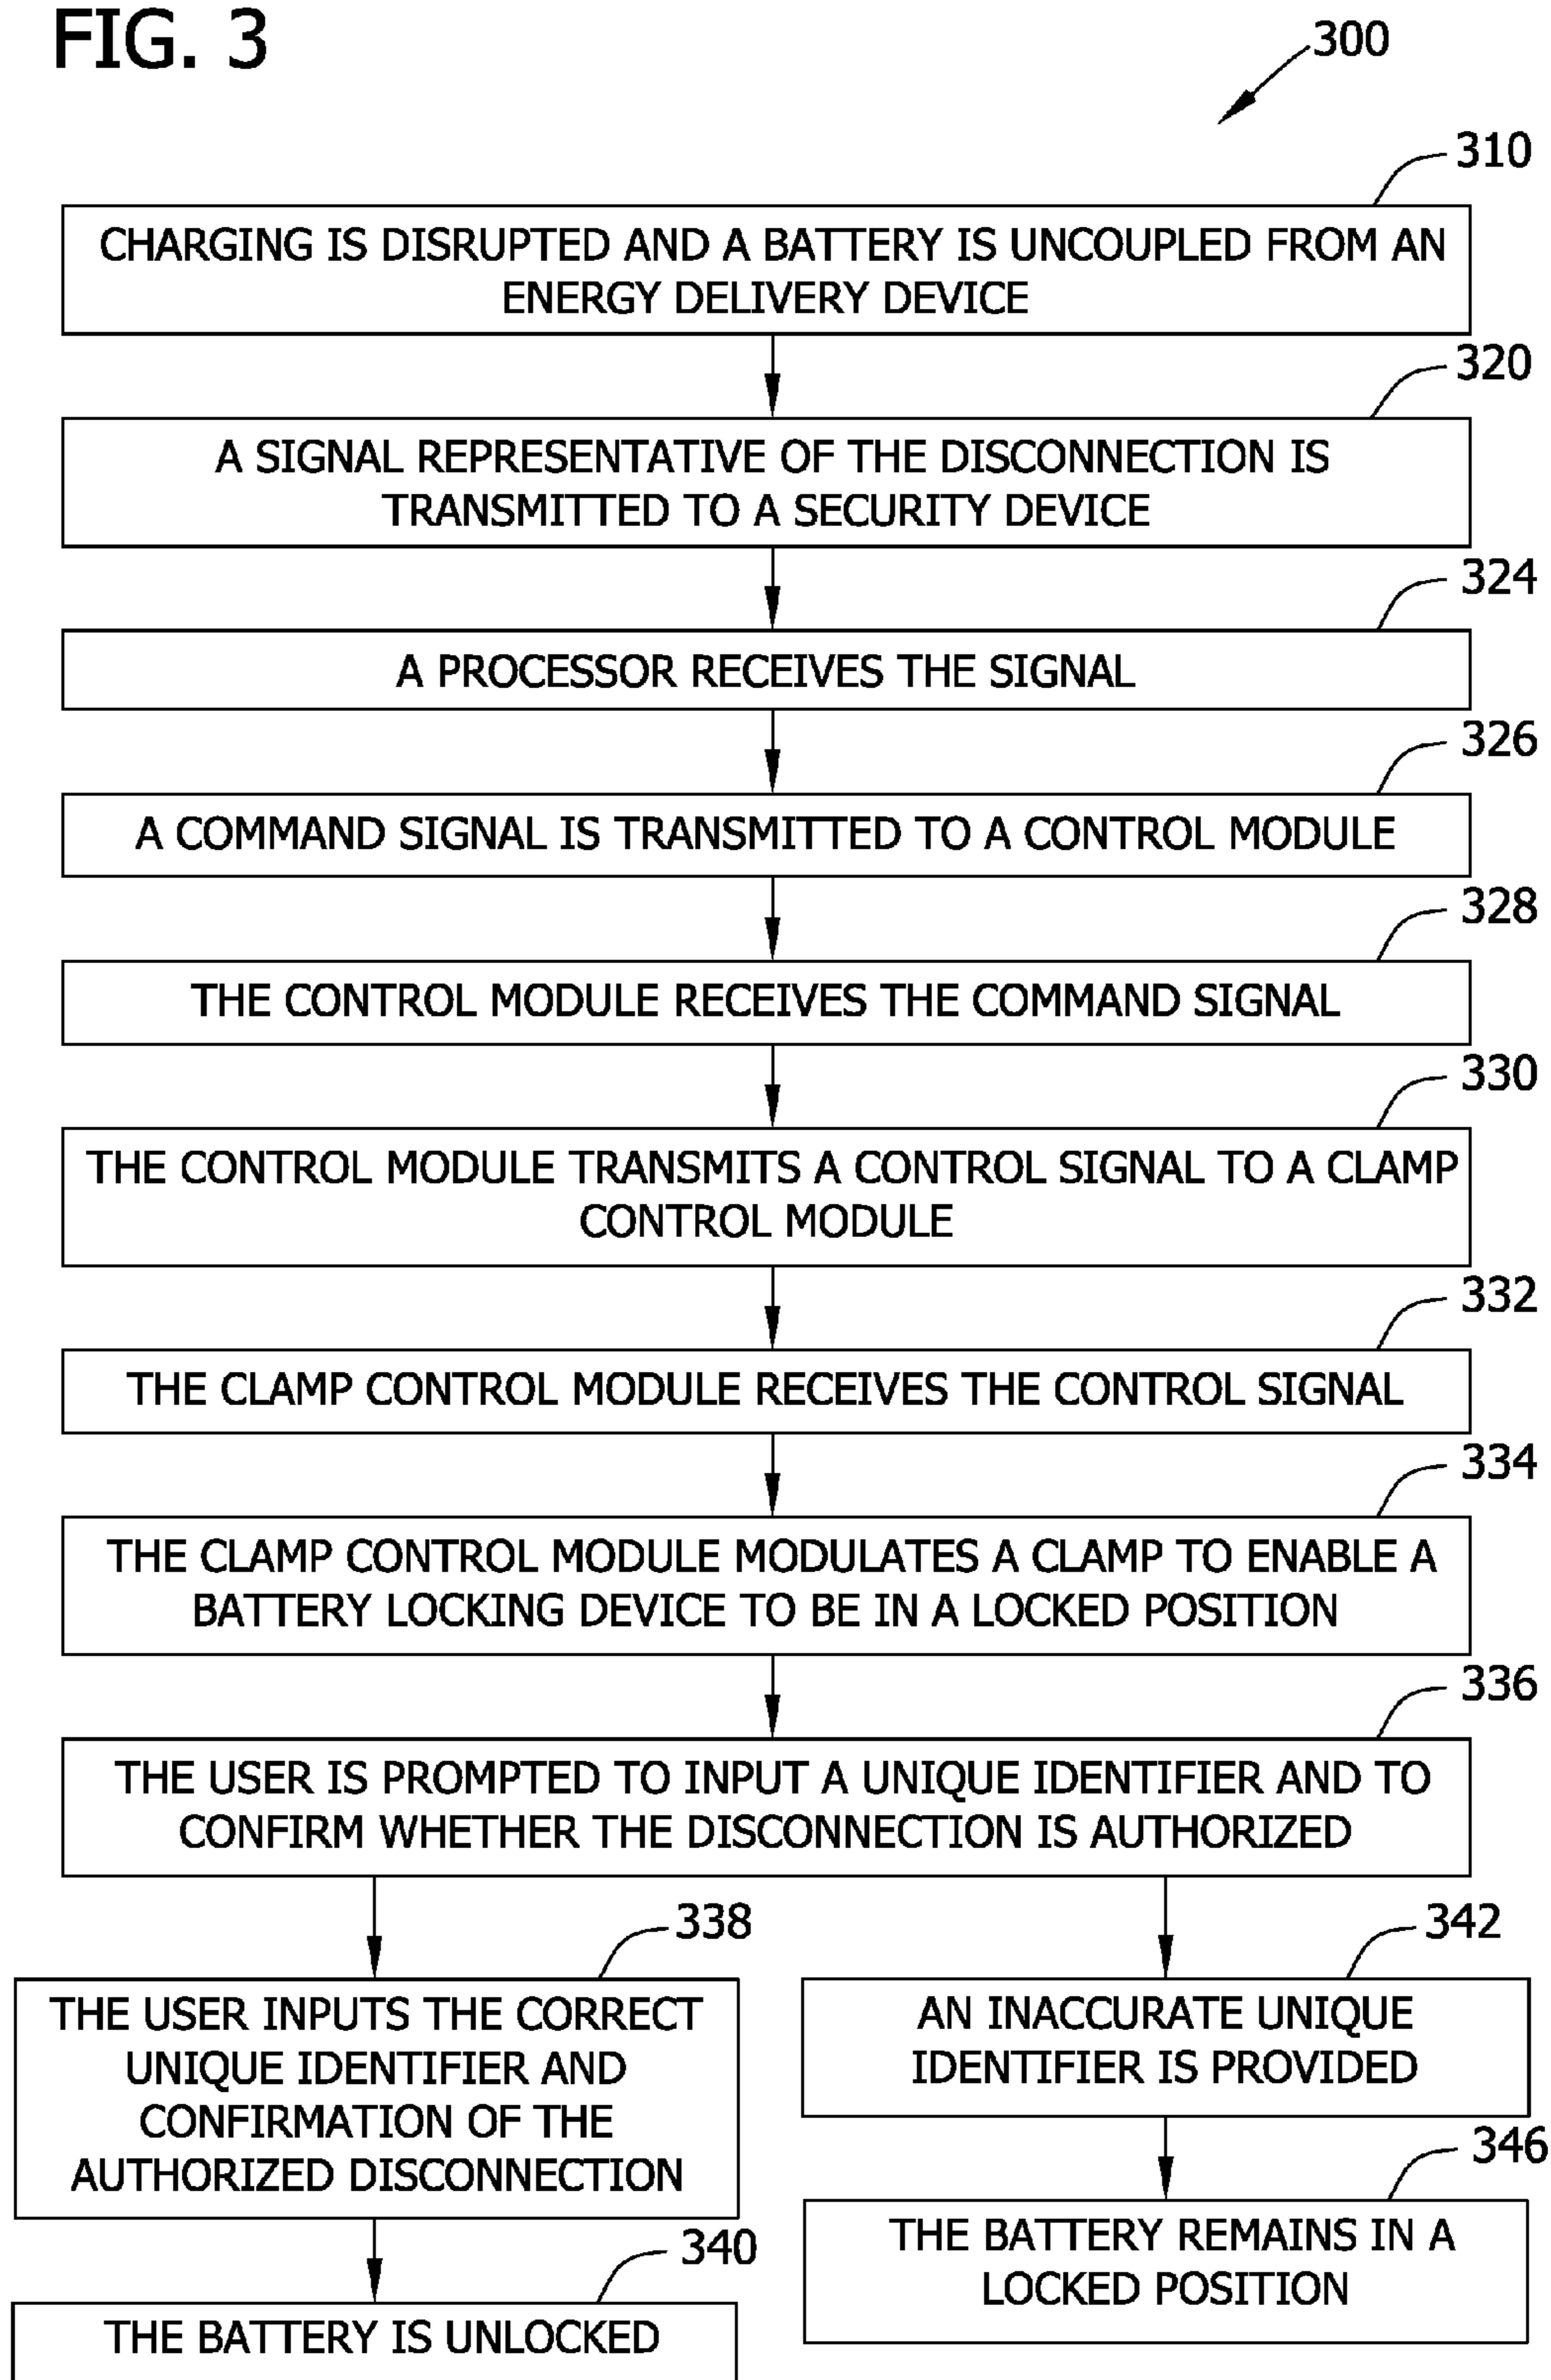 FIG. 3
300
310
CHARGING IS DISRUPTED AND A BATTERY IS UNCOUPLED FROM AN
ENERGY DELIVERY DEVICE
320
A SIGNAL REPRESENTATIVE OF THE DISCONNECTION IS
TRANSMITTED TO A SECURITY DEVICE
324
A PROCESSOR RECEIVES THE SIGNAL
326
A COMMAND SIGNAL IS TRANSMITTED TO A CONTROL MODULE
328
THE CONTROL MODULE RECEIVES THE COMMAND SIGNAL
330
THE CONTROL MODULE TRANSMITS A CONTROL SIGNAL TO A CLAMP
CONTROL MODULE
332
THE CLAMP CONTROL MODULE RECEIVES THE CONTROL SIGNAL
334
THE CLAMP CONTROL MODULE MODULATES A CLAMP TO ENABLE A
BATTERY LOCKING DEVICE TO BE IN A LOCKED POSITION
336
THE USER IS PROMPTED TO INPUT A UNIQUE IDENTIFIER AND TO
CONFIRM WHETHER THE DISCONNECTION IS AUTHORIZED
338
THE USER INPUTS THE CORRECT
UNIQUE IDENTIFIER AND
CONFIRMATION OF THE
AUTHORIZED DISCONNECTION
340
THE BATTERY IS UNLOCKED
342
AN INACCURATE UNIQUE
IDENTIFIER IS PROVIDED
346
THE BATTERY REMAINS IN A
LOCKED POSITION